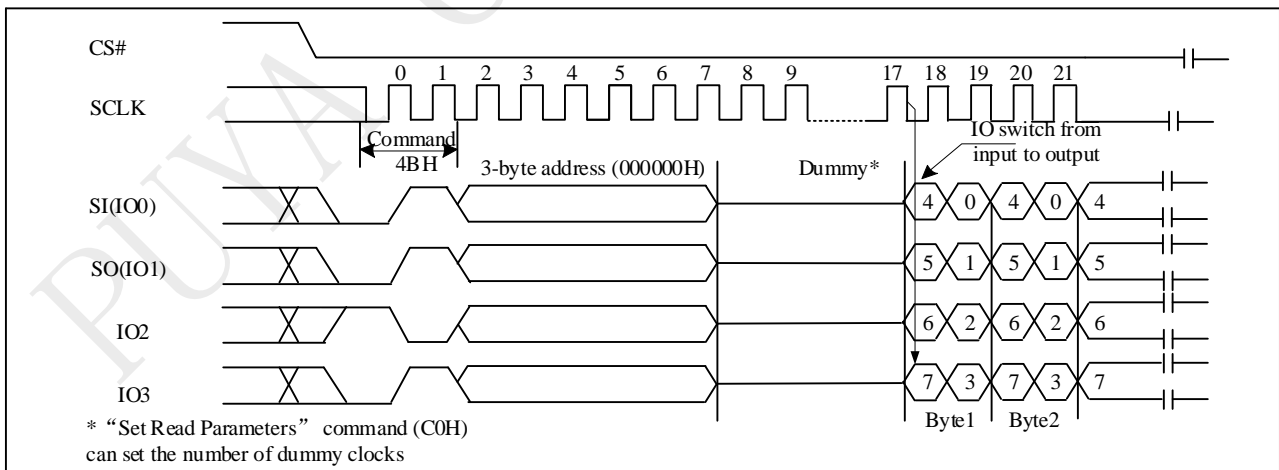 CS#
0 1 2 3 4 5 6 7 8 9 17 18 19 20 21
SCLK
Command
4BH
IO switch from
input to output
3-byte address (000000H)
Dummy*
SI(IO0)
4 0 4 0 4
SO(IO1)
5 1 5 1 5
IO2
6 2 6 2 6
IO3
7 3 7 3 7
Byte1 Byte2
* “Set Read Parameters” command (C0H)
can set the number of dummy clocks
PUYA